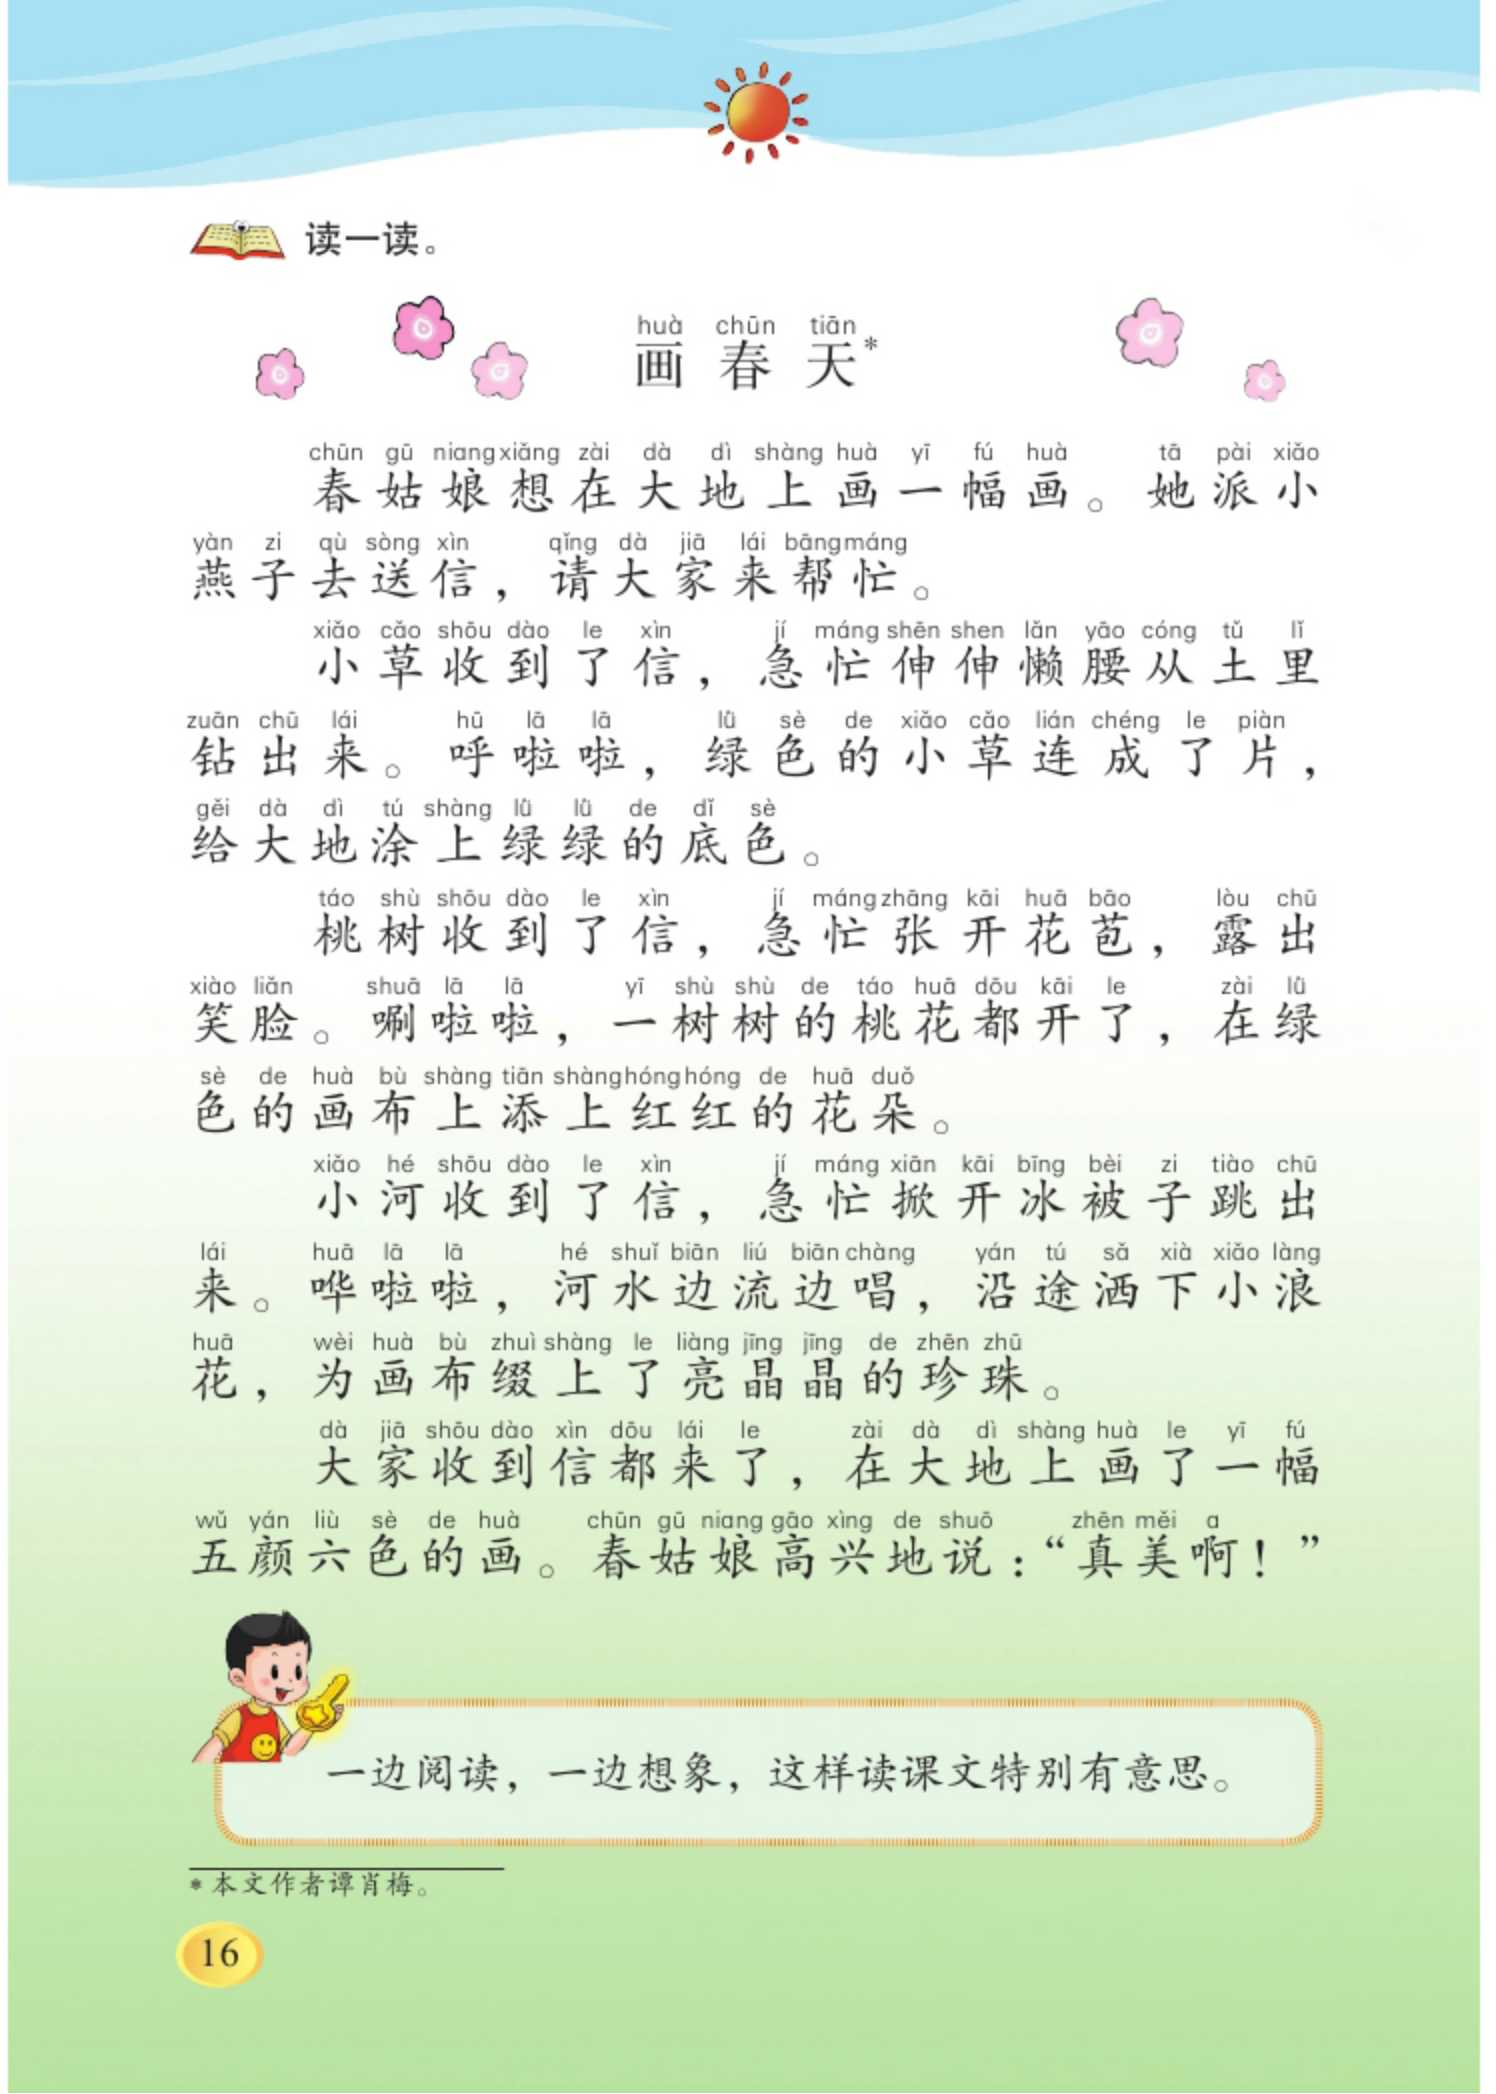 读一读。
huà chūn tiān
画春天*
chūn gū niang xiǎng zài dà dì shàng huà yī fú huà tā pài xiǎo
春姑娘想在大地上画一幅画。她派小
yàn zi qù sòng xìn qǐng dà jiā lái bāng máng
燕子去送信，请大家来帮忙。
xiǎo cǎo shōu dào le xìn jí máng shēn shen lǎn yāo cóng tǔ lǐ
小草收到了信，急忙伸伸懒腰从土里
zuān chū lái hū lā lā lǜ sè de xiǎo cǎo lián chéng le piàn
钻出来。呼啦啦，绿色的小草连成了片，
gěi dà dì tú shàng lǜ lǜ de dǐ sè
给大地涂上绿绿的底色。
táo shù shōu dào le xìn jí máng zhāng kāi huā bāo lòu chū
桃树收到了信，急忙张开花苞，露出
xiào liǎn shuā lā lā yī shù shù de táo huā dōu kāi le zài lǜ
笑脸。唰啦啦，一树树的桃花都开了，在绿
sè de huà bù shàng tiān shàng hóng hóng de huā duǒ
色的画布上添上红红的花朵。
xiǎo hé shōu dào le xìn jí máng xiān kāi bīng bèi zi tiào chū
小河收到了信，急忙掀开冰被子跳出
lái huā lā lā hé shuǐ biān liú biān chàng yán tú sǎ xià xiǎo làng
来。哗啦啦，河水边流边唱，沿途洒下小浪
huā wèi huà bù zhuì shàng le liàng jīng jīng de zhēn zhū
花，为画布缀上了亮晶晶的珍珠。
dà jiā shōu dào xìn dōu lái le zài dà dì shàng huà le yī fú
大家收到信都来了，在大地上画了一幅
wǔ yán liù sè de huà chūn gū niang gāo xìng de shuō zhēn měi a
五颜六色的画。春姑娘高兴地说：“真美啊！”
一边阅读，一边想象，这样读课文特别有意思。
*本文作者谭肖梅。
16